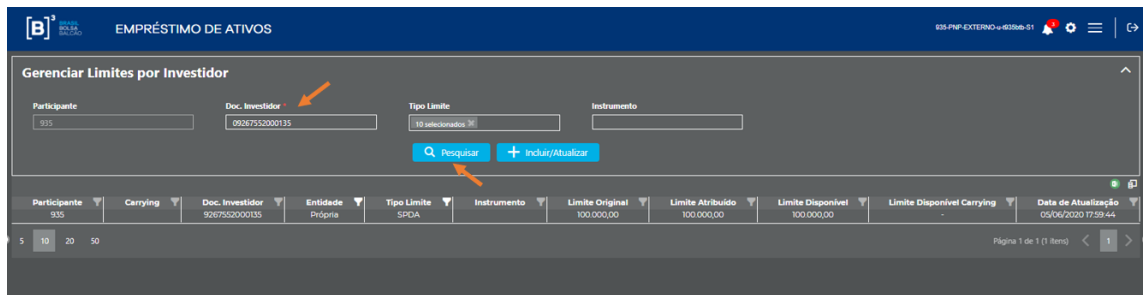 [B]³ BRASIL BOLSA BALCÃO EMPRÉSTIMO DE ATIVOS 935-PNP-EXTERNO-u-t935btb-S1 3
Gerenciar Limites por Investidor
Participante Doc. Investidor * Tipo Limite Instrumento
935 09267552000135 10 selecionados
Pesquisar Incluir/Atualizar
Participante Carrying Doc. Investidor Entidade Tipo Limite Instrumento Limite Original Limite Atribuído Limite Disponível Limite Disponível Carrying Data de Atualização
935 9267552000135 Própria SPDA 100.000,00 100.000,00 100.000,00 - 05/06/2020 17:59:44
5 10 20 50 Página 1 de 1 (1 itens) 1